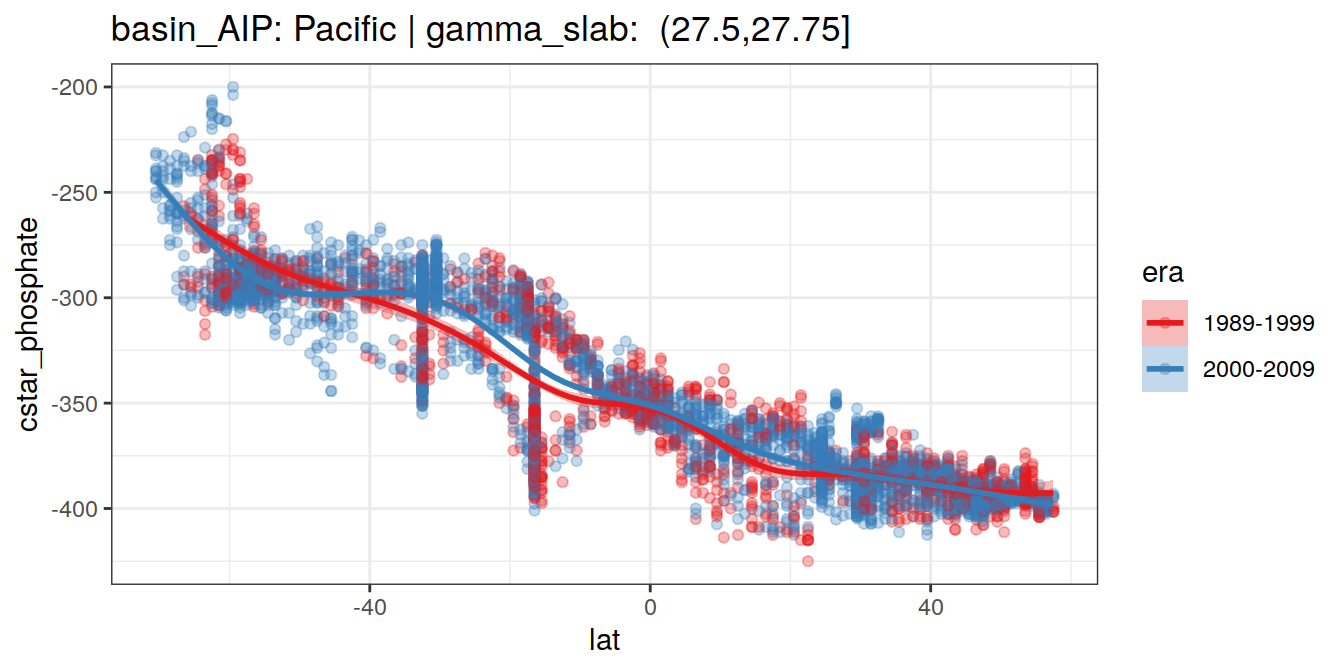 basin_AIP: Pacific | gamma_slab:  (27.5,27.75]
cstar_phosphate
-200
-250
-300
-350
-400
-40
0
40
lat
era
1989-1999
2000-2009